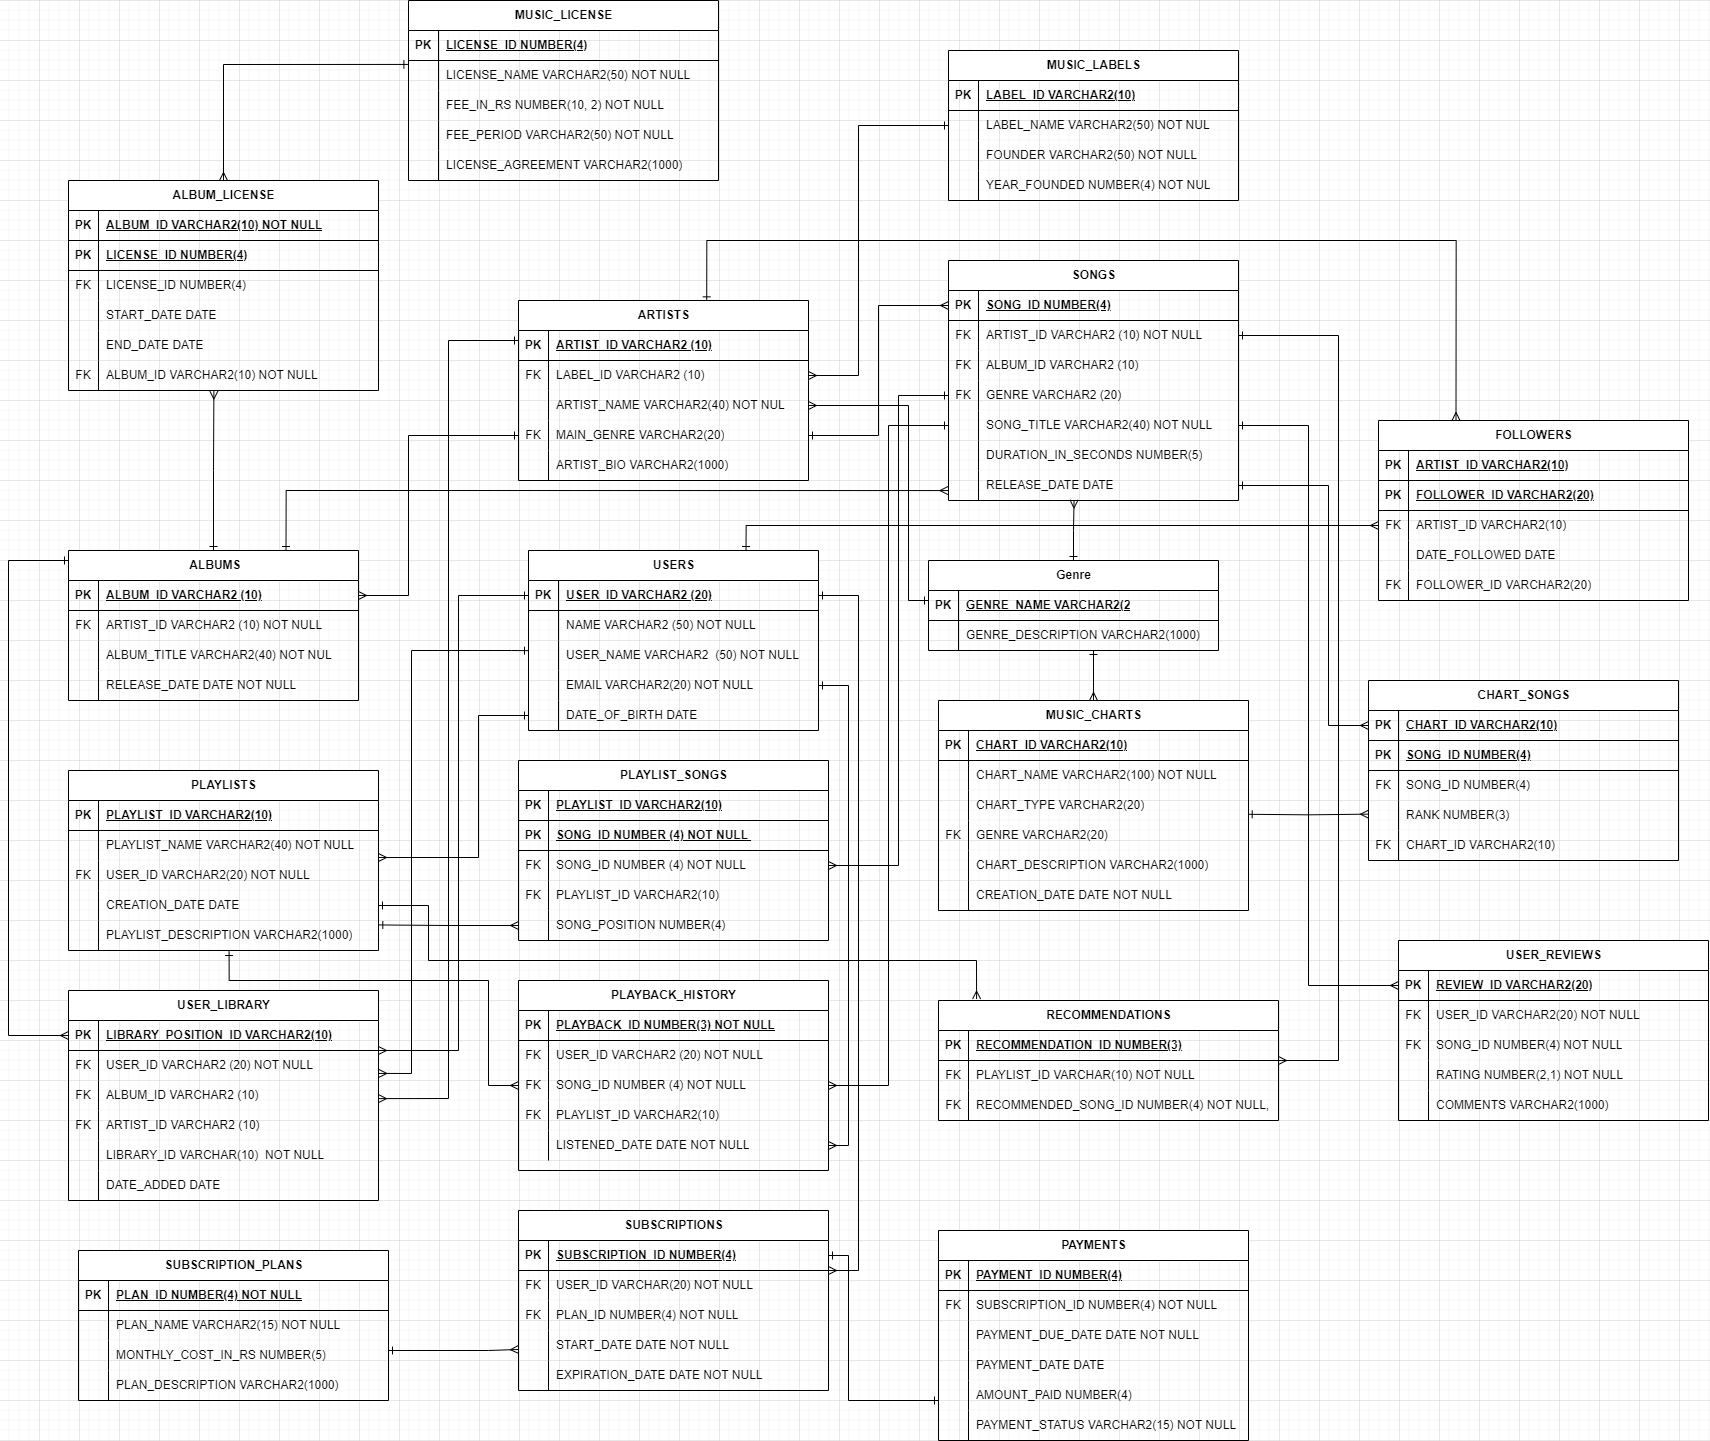 MUSIC_LICENSE
PK LICENSE_ID NUMBER(4)
LICENSE_NAME VARCHAR2(50) NOT NULL
FEE_IN_RS NUMBER(10, 2) NOT NULL
FEE_PERIOD VARCHAR2(50) NOT NULL
LICENSE_AGREEMENT VARCHAR2(1000)
MUSIC_LABELS
PK LABEL_ID VARCHAR2(10)
LABEL_NAME VARCHAR2(50) NOT NUL
FOUNDER VARCHAR2(50) NOT NULL
YEAR_FOUNDED NUMBER(4) NOT NUL
ALBUM_LICENSE
PK ALBUM_ID VARCHAR2(10) NOT NULL
PK LICENSE_ID NUMBER(4)
FK LICENSE_ID NUMBER(4)
START_DATE DATE
END_DATE DATE
FK ALBUM_ID VARCHAR2(10) NOT NULL
ARTISTS
PK ARTIST_ID VARCHAR2 (10)
FK LABEL_ID VARCHAR2 (10)
ARTIST_NAME VARCHAR2(40) NOT NUL
FK MAIN_GENRE VARCHAR2(20)
ARTIST_BIO VARCHAR2(1000)
SONGS
PK SONG_ID NUMBER(4)
FK ARTIST_ID VARCHAR2 (10) NOT NULL
FK ALBUM_ID VARCHAR2 (10)
FK GENRE VARCHAR2 (20)
SONG_TITLE VARCHAR2(40) NOT NULL
DURATION_IN_SECONDS NUMBER(5)
RELEASE_DATE DATE
FOLLOWERS
PK ARTIST_ID VARCHAR2(10)
PK FOLLOWER_ID VARCHAR2(20)
FK ARTIST_ID VARCHAR2(10)
DATE_FOLLOWED DATE
FK FOLLOWER_ID VARCHAR2(20)
ALBUMS
PK ALBUM_ID VARCHAR2 (10)
FK ARTIST_ID VARCHAR2 (10) NOT NULL
ALBUM_TITLE VARCHAR2(40) NOT NUL
RELEASE_DATE DATE NOT NULL
USERS
PK USER_ID VARCHAR2 (20)
NAME VARCHAR2 (50) NOT NULL
USER_NAME VARCHAR2  (50) NOT NULL
EMAIL VARCHAR2(20) NOT NULL
DATE_OF_BIRTH DATE
Genre
PK GENRE_NAME VARCHAR2(2
GENRE_DESCRIPTION VARCHAR2(1000)
MUSIC_CHARTS
PK CHART_ID VARCHAR2(10)
CHART_NAME VARCHAR2(100) NOT NULL
CHART_TYPE VARCHAR2(20)
FK GENRE VARCHAR2(20)
CHART_DESCRIPTION VARCHAR2(1000)
CREATION_DATE DATE NOT NULL
CHART_SONGS
PK CHART_ID VARCHAR2(10)
PK SONG_ID NUMBER(4)
FK SONG_ID NUMBER(4)
RANK NUMBER(3)
FK CHART_ID VARCHAR2(10)
PLAYLISTS
PK PLAYLIST_ID VARCHAR2(10)
PLAYLIST_NAME VARCHAR2(40) NOT NULL
FK USER_ID VARCHAR2(20) NOT NULL
CREATION_DATE DATE
PLAYLIST_DESCRIPTION VARCHAR2(1000)
PLAYLIST_SONGS
PK PLAYLIST_ID VARCHAR2(10)
PK SONG_ID NUMBER (4) NOT NULL
FK SONG_ID NUMBER (4) NOT NULL
FK PLAYLIST_ID VARCHAR2(10)
SONG_POSITION NUMBER(4)
USER_LIBRARY
PK LIBRARY_POSITION_ID VARCHAR2(10)
FK USER_ID VARCHAR2 (20) NOT NULL
FK ALBUM_ID VARCHAR2 (10)
FK ARTIST_ID VARCHAR2 (10)
LIBRARY_ID VARCHAR(10)  NOT NULL
DATE_ADDED DATE
PLAYBACK_HISTORY
PK PLAYBACK_ID NUMBER(3) NOT NULL
FK USER_ID VARCHAR2 (20) NOT NULL
FK SONG_ID NUMBER (4) NOT NULL
FK PLAYLIST_ID VARCHAR2(10)
LISTENED_DATE DATE NOT NULL
RECOMMENDATIONS
PK RECOMMENDATION_ID NUMBER(3)
FK PLAYLIST_ID VARCHAR(10) NOT NULL
FK RECOMMENDED_SONG_ID NUMBER(4) NOT NULL,
USER_REVIEWS
PK REVIEW_ID VARCHAR2(20)
FK USER_ID VARCHAR2(20) NOT NULL
FK SONG_ID NUMBER(4) NOT NULL
RATING NUMBER(2,1) NOT NULL
COMMENTS VARCHAR2(1000)
SUBSCRIPTION_PLANS
PK PLAN_ID NUMBER(4) NOT NULL
PLAN_NAME VARCHAR2(15) NOT NULL
MONTHLY_COST_IN_RS NUMBER(5)
PLAN_DESCRIPTION VARCHAR2(1000)
SUBSCRIPTIONS
PK SUBSCRIPTION_ID NUMBER(4)
FK USER_ID VARCHAR(20) NOT NULL
FK PLAN_ID NUMBER(4) NOT NULL
START_DATE DATE NOT NULL
EXPIRATION_DATE DATE NOT NULL
PAYMENTS
PK PAYMENT_ID NUMBER(4)
FK SUBSCRIPTION_ID NUMBER(4) NOT NULL
PAYMENT_DUE_DATE DATE NOT NULL
PAYMENT_DATE DATE
AMOUNT_PAID NUMBER(4)
PAYMENT_STATUS VARCHAR2(15) NOT NULL